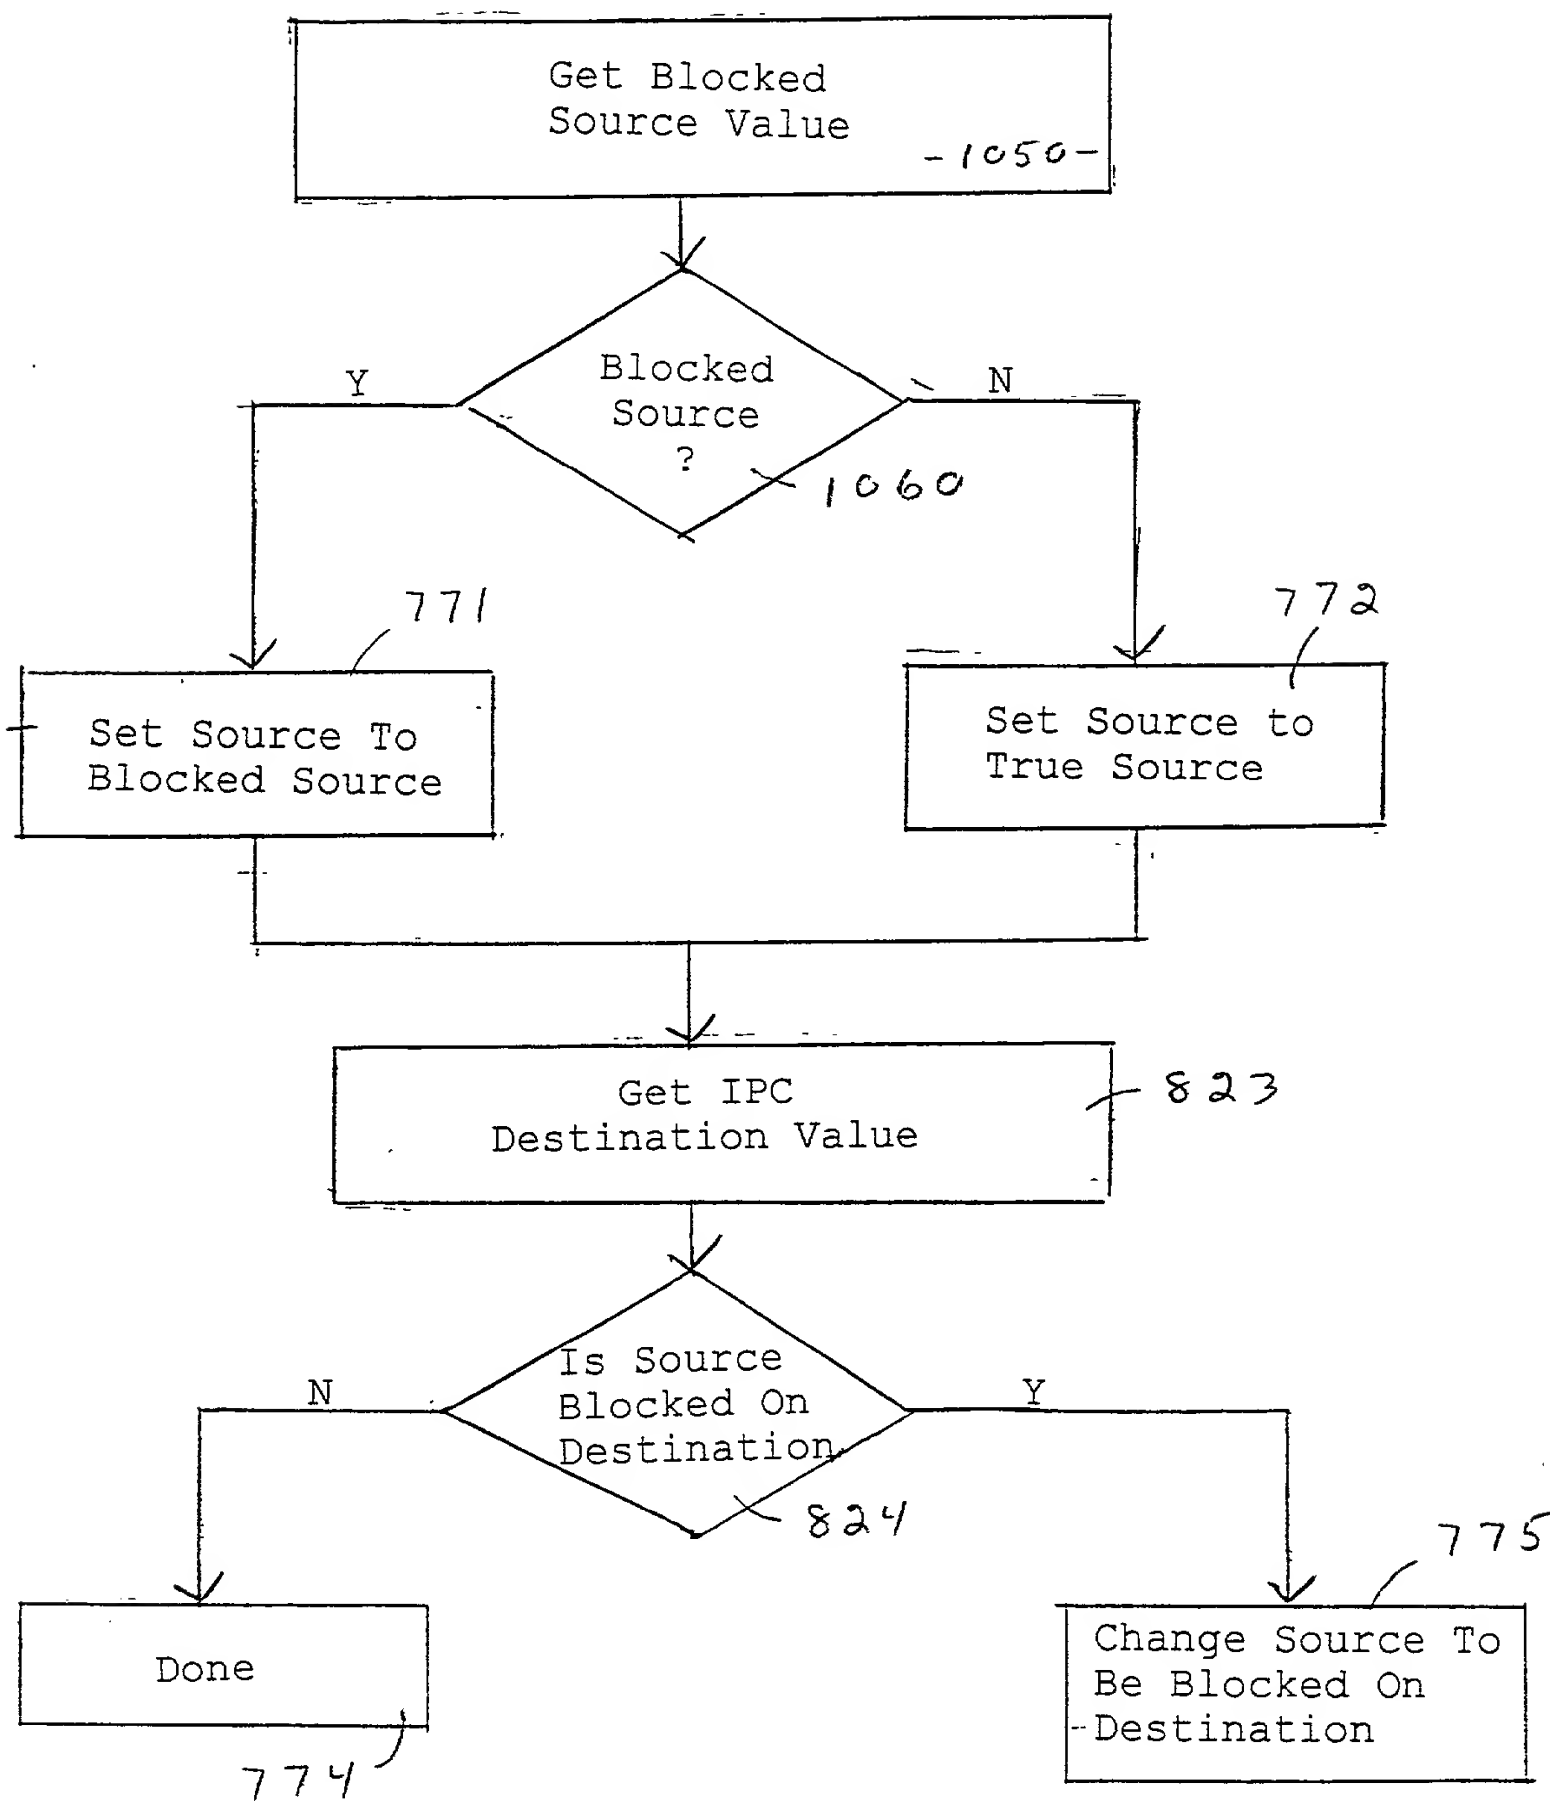 Get Blocked
Source Value
-1050-
Blocked
Source
?
Y
N
1060
771
772
Set Source To
Blocked Source
Set Source to
True Source
Get IPC
Destination Value
823
Is Source
Blocked On
Destination
N
Y
824
775
Done
774
Change Source To
Be Blocked On
Destination